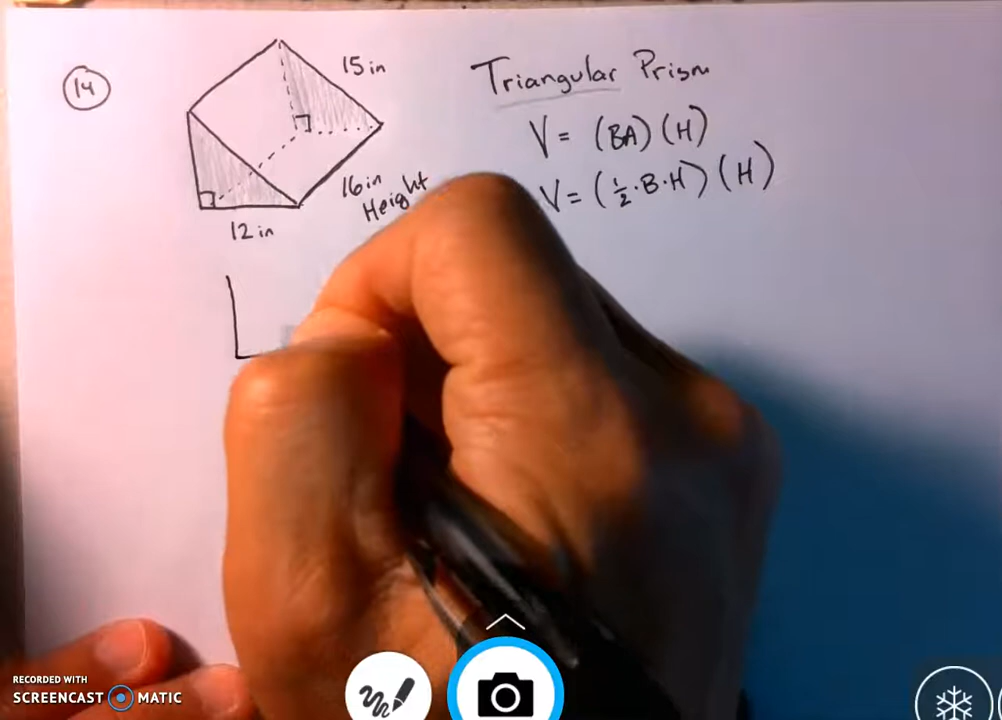 14
15 in
Triangular Prism
V = (BA)(H)
16 in
Height
V = (½·B·H)(H)
12 in
RECORDED WITH
SCREENCAST MATIC